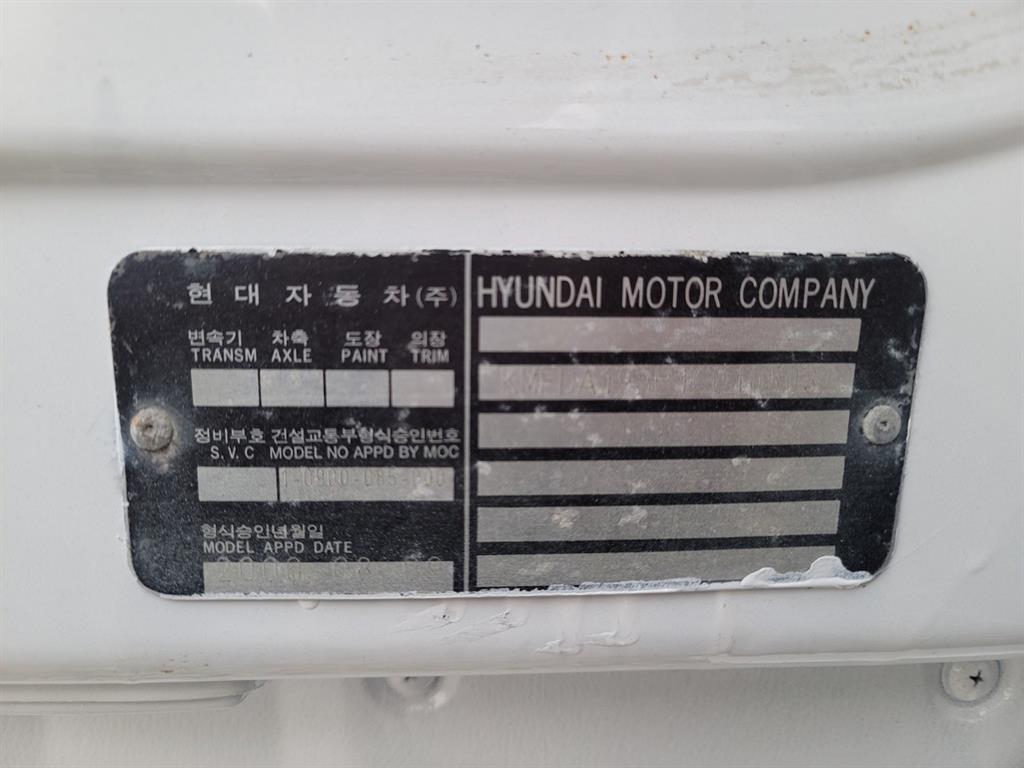 현대자동차(주)
변속기 차축 도장 의장
TRANSM AXLE PAINT TRIM
정비부호 건설교통부형식승인번호
S.V.C MODEL NO APPD BY MOC
형식승인년월일
MODEL APPD DATE
HYUNDAI MOTOR COMPANY